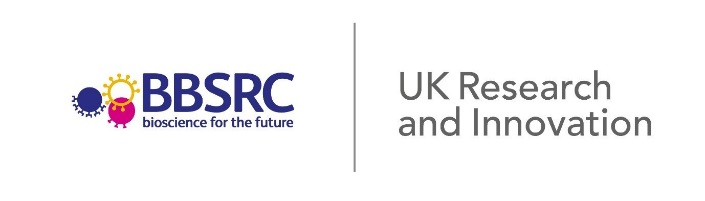 BBSRC
bioscience for the future
UK Research
and Innovation